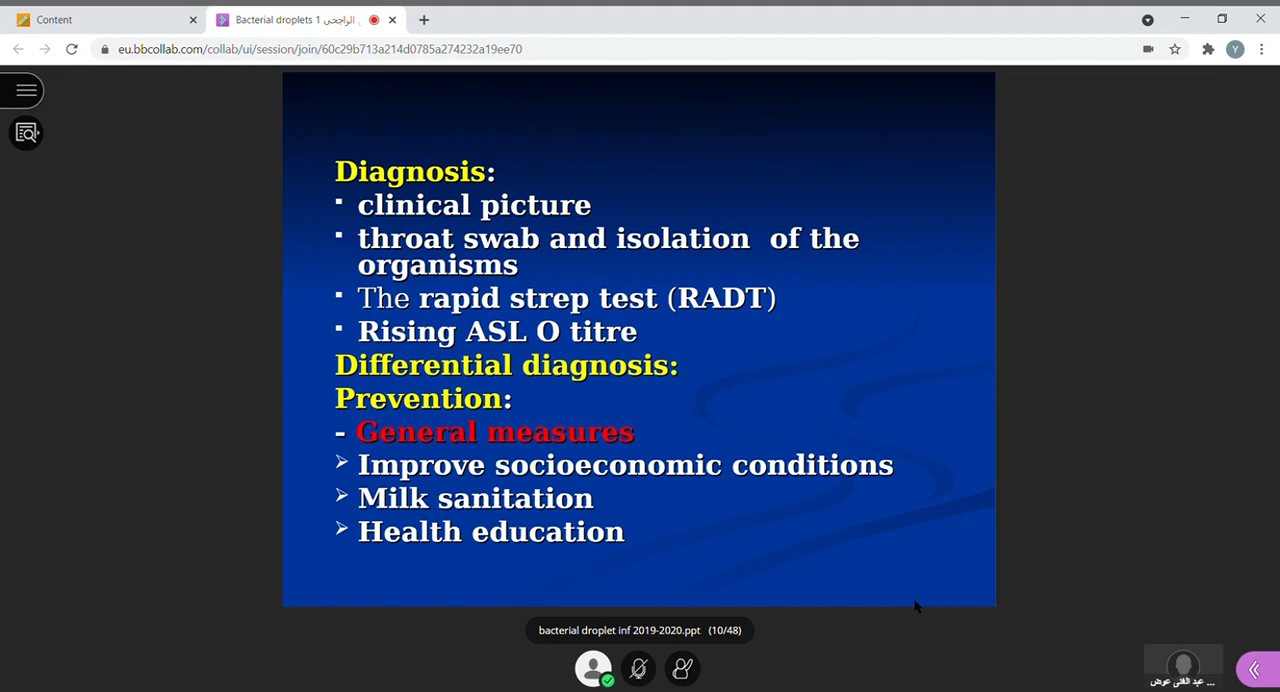 Content
Bacterial droplets 1 الراجحى
eu.bbcollab.com/collab/ui/session/join/60c29b713a214d0785a274232a19ee70
Y
Diagnosis:
▪ clinical picture
▪ throat swab and isolation of the
organisms
▪ The rapid strep test (RADT)
▪ Rising ASL O titre
Differential diagnosis:
Prevention:
- General measures
➢ Improve socioeconomic conditions
➢ Milk sanitation
➢ Health education
bacterial droplet inf 2019-2020.ppt (10/48)
عبد الغنى عوض ...